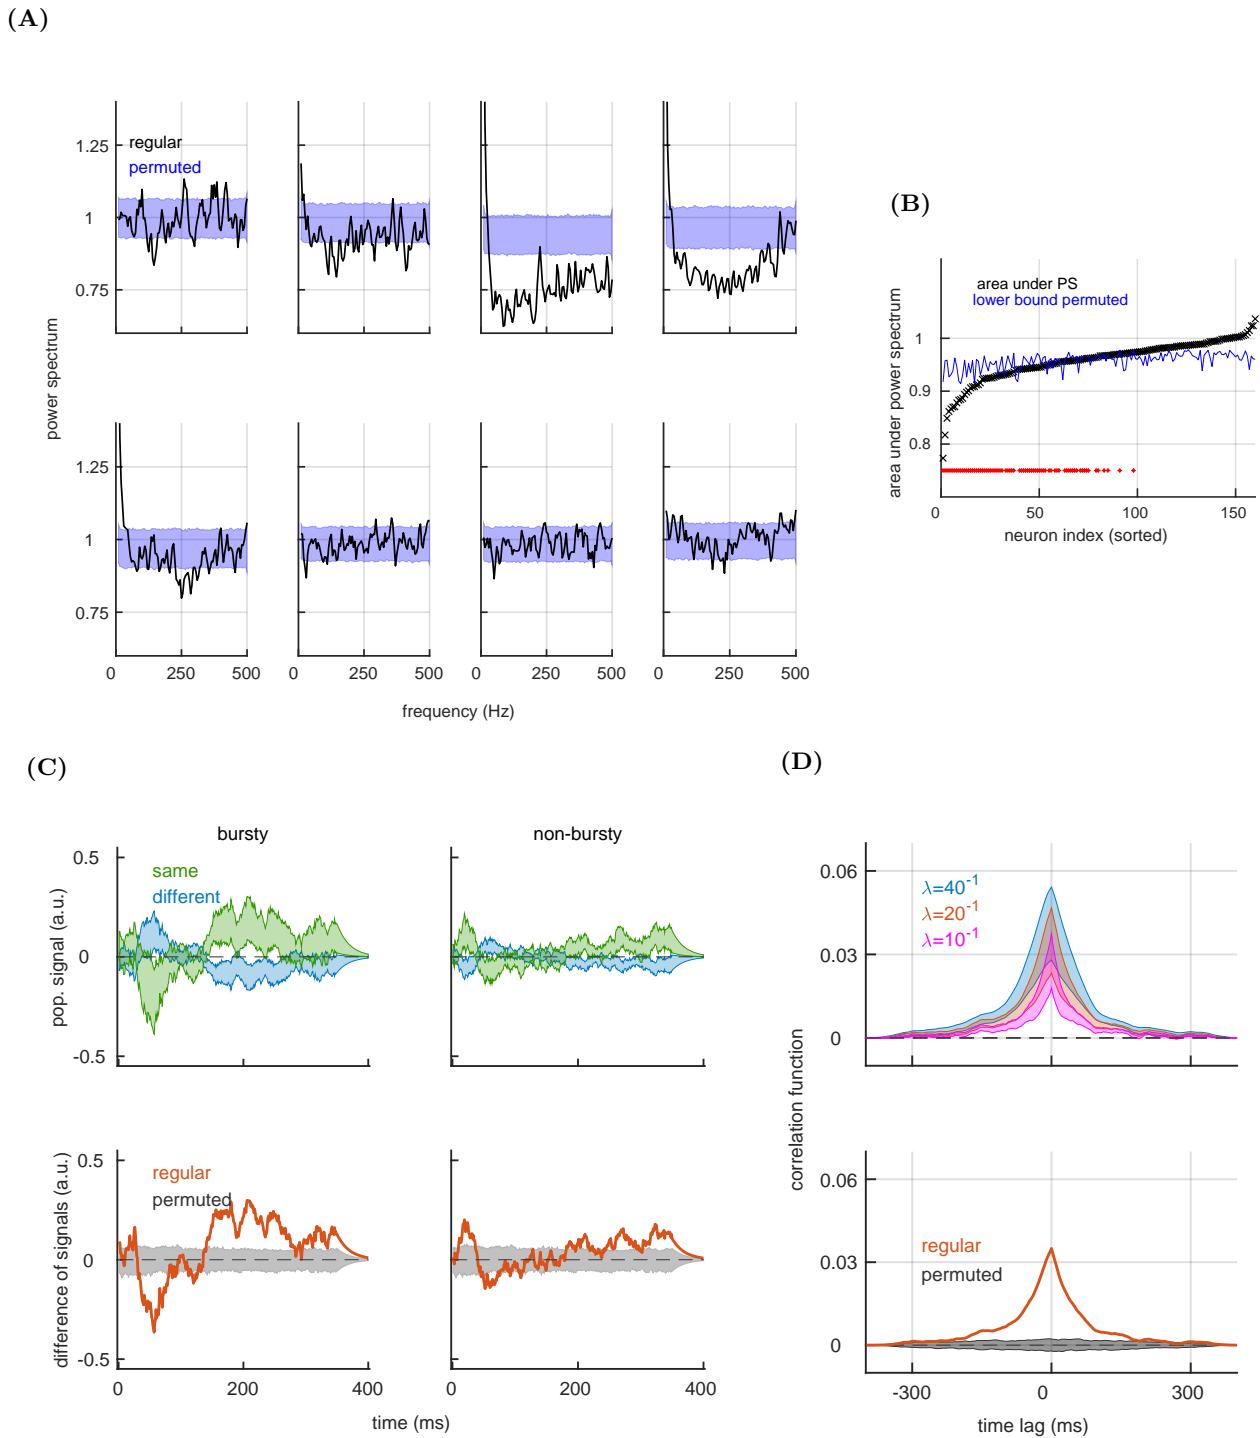 (A)
power spectrum
1.25
1
0.75
regular
permuted
1.25
1
0.75
0
250
500
0
250
500
0
250
500
0
250
500
frequency (Hz)
(B)
area under power spectrum
1
0.9
0.8
area under PS
lower bound permuted
0
50
100
150
neuron index (sorted)
(C)
bursty
non-bursty
pop. signal (a.u.)
0.5
0
-0.5
same
different
difference of signals (a.u.)
0.5
0
-0.5
regular
permuted
0
200
400
0
200
400
time (ms)
(D)
correlation function
0.06
0.03
0
λ=40-1
λ=20-1
λ=10-1
0.06
0.03
0
regular
permuted
-300
0
300
time lag (ms)